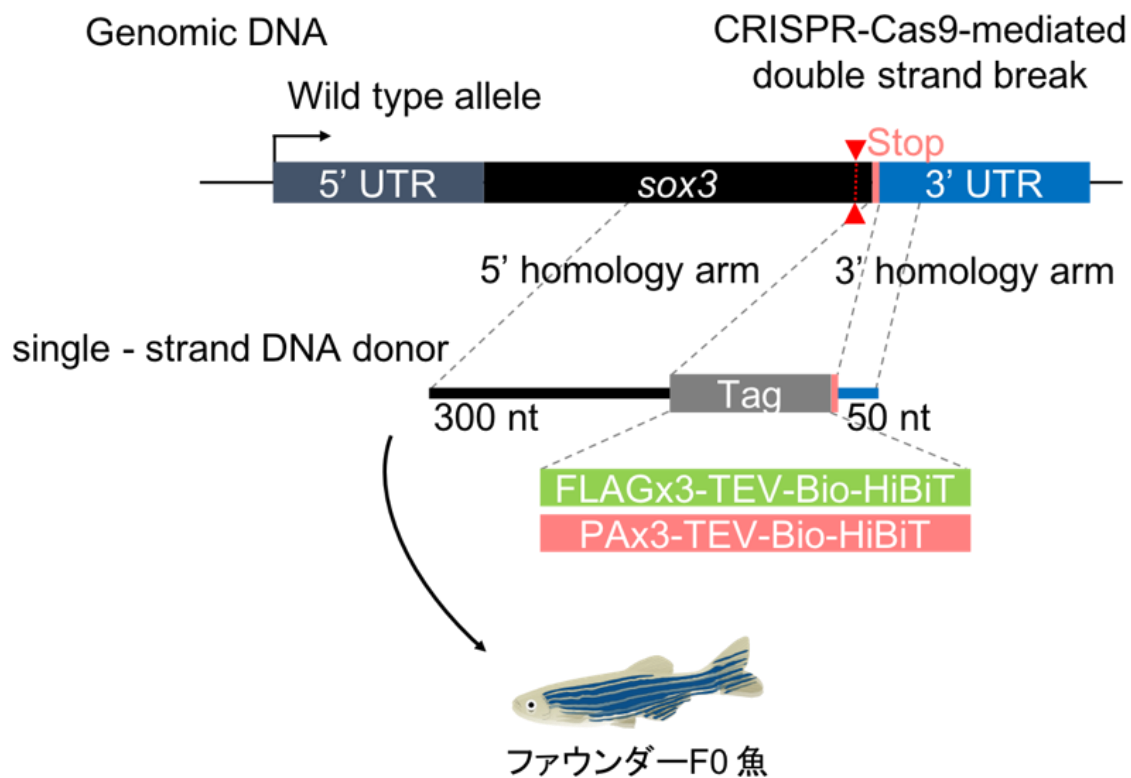 Genomic DNA
CRISPR-Cas9-mediated
double strand break
Wild type allele
Stop
5' UTR
sox3
3' UTR
5' homology arm
3' homology arm
single - strand DNA donor
Tag
300 nt
50 nt
FLAGx3-TEV-Bio-HiBiT
PAx3-TEV-Bio-HiBiT
ファウンダーF0 魚